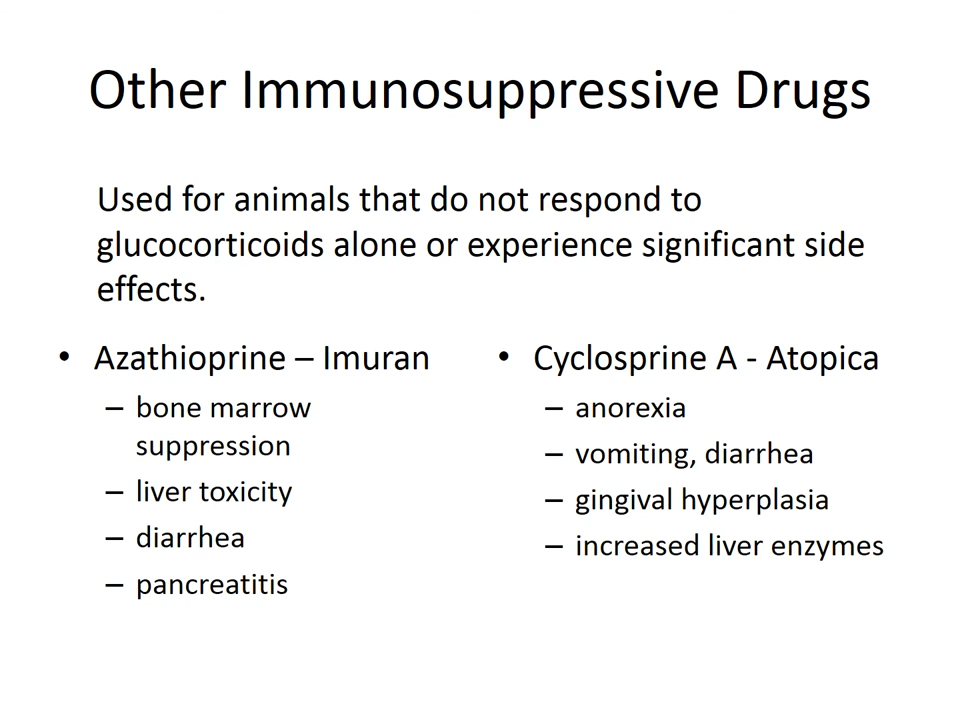 Other Immunosuppressive Drugs
Used for animals that do not respond to
glucocorticoids alone or experience significant side
effects.
• Azathioprine – Imuran
– bone marrow
suppression
– liver toxicity
– diarrhea
– pancreatitis
• Cyclosprine A - Atopica
– anorexia
– vomiting, diarrhea
– gingival hyperplasia
– increased liver enzymes